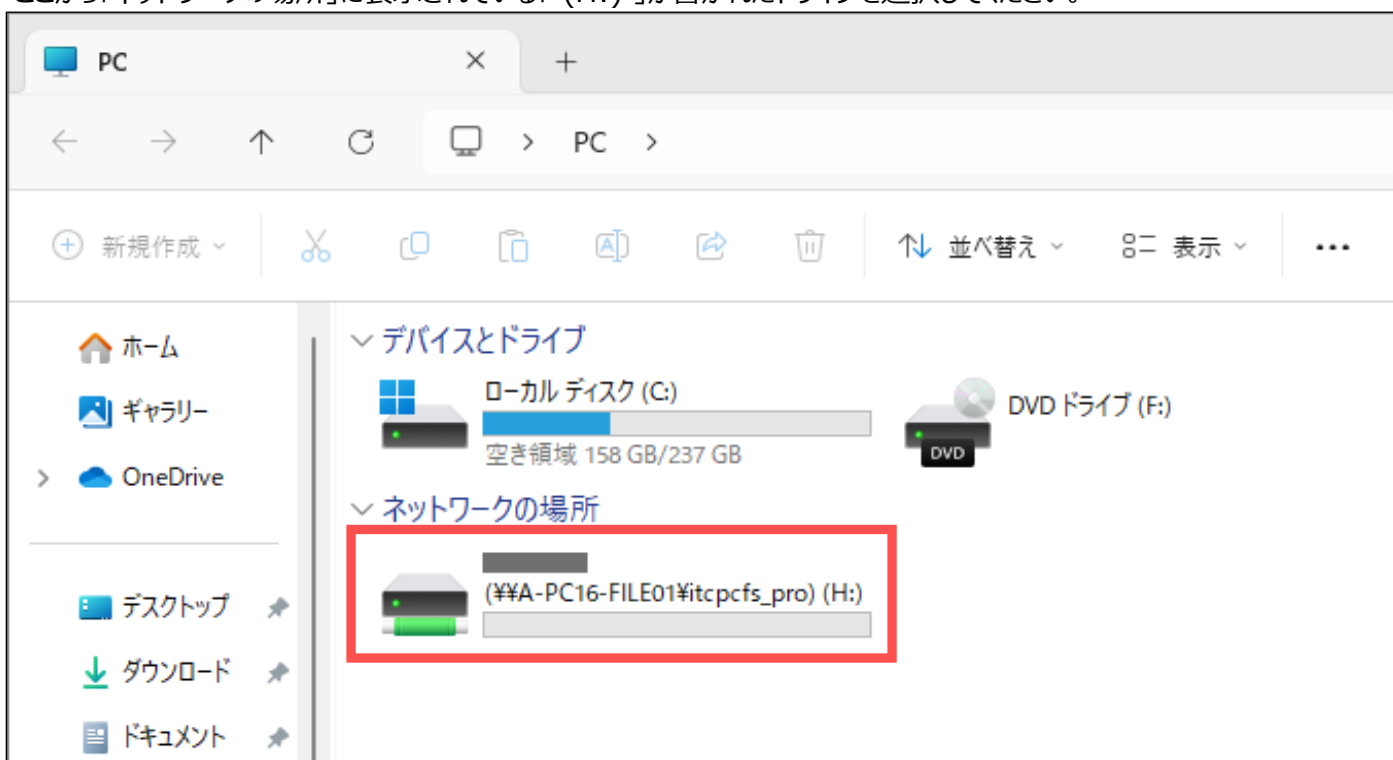 PC
PC
新規作成
並べ替え
表示
ホーム
ギャラリー
OneDrive
デスクトップ
ダウンロード
ドキュメント
デバイスとドライブ
ローカル ディスク (C:)
空き領域 158 GB/237 GB
DVD ドライブ (F:)
DVD
ネットワークの場所
(¥¥A-PC16-FILE01¥itcpcfs_pro) (H:)